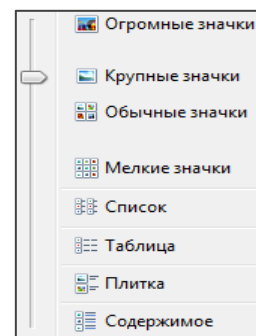 Огромные значки
Крупные значки
Обычные значки
Мелкие значки
Список
Таблица
Плитка
Содержимое